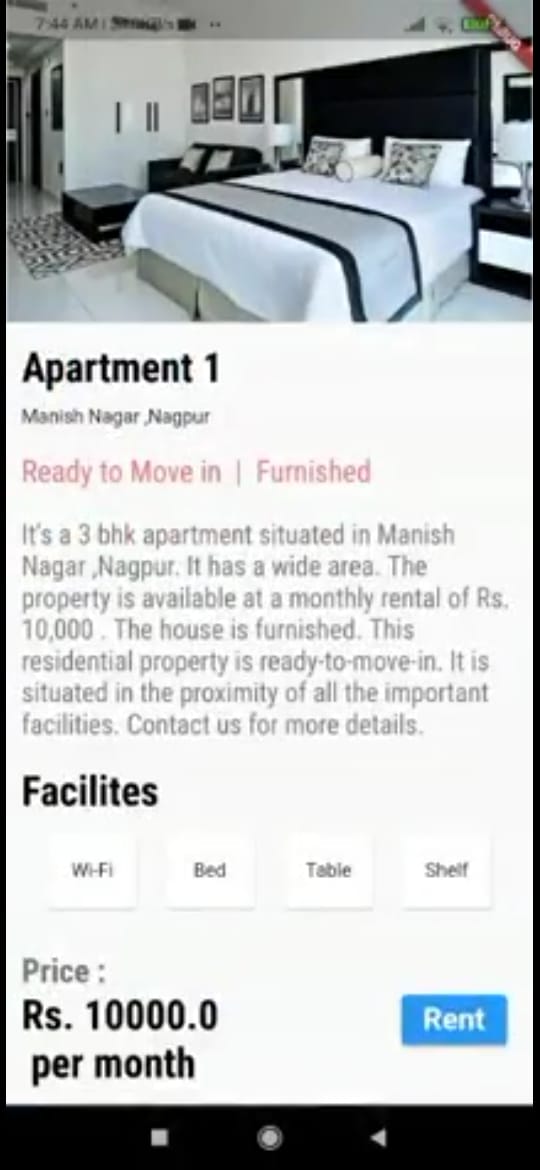 7:44 AM |
Apartment 1
Manish Nagar ,Nagpur
Ready to Move in | Furnished
It's a 3 bhk apartment situated in Manish
Nagar ,Nagpur. It has a wide area. The
property is available at a monthly rental of Rs.
10,000 . The house is furnished. This
residential property is ready-to-move-in. It is
situated in the proximity of all the important
facilities. Contact us for more details.
Facilites
Wi-Fi Bed Table Shelf
Price :
Rs. 10000.0
per month
Rent